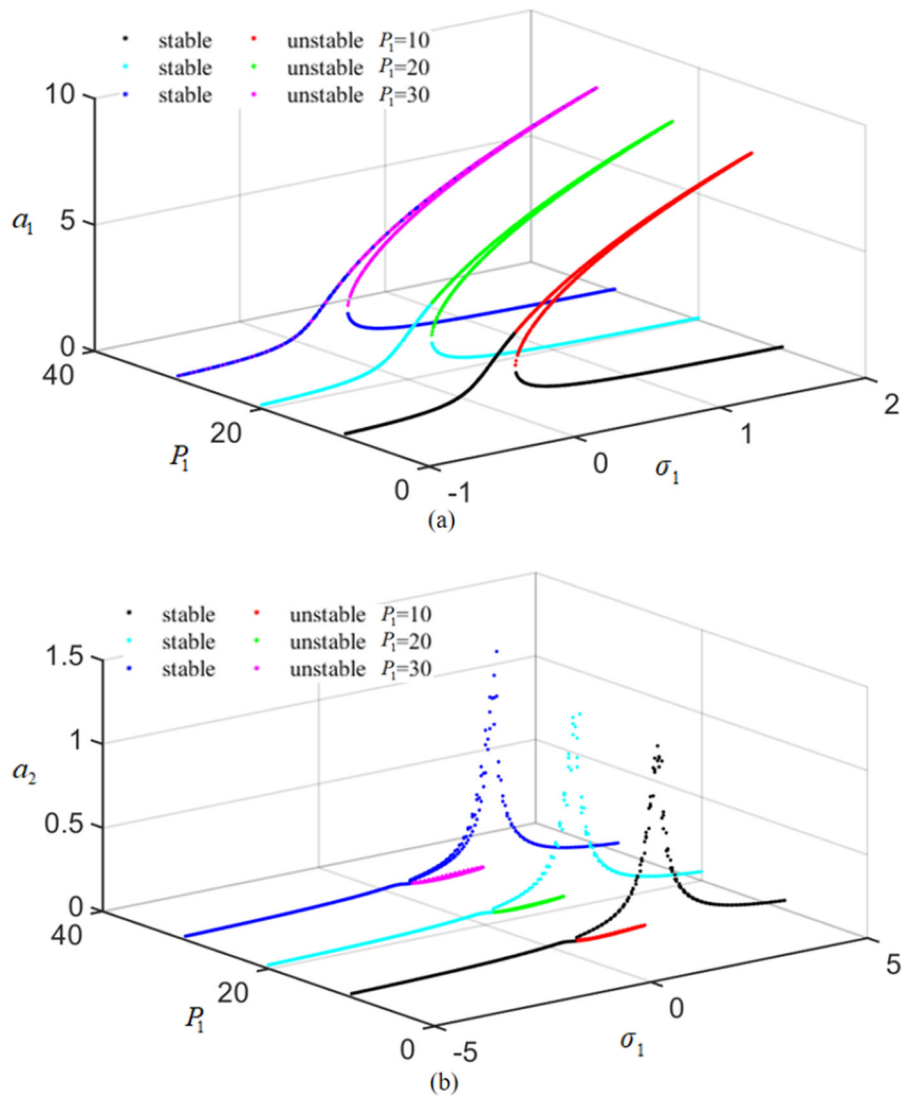 stable unstable P₁=10
stable unstable P₁=20
stable unstable P₁=30
10
5
0
a₁
40
20
0
P₁
-1
0
1
2
σ₁
(a)
stable unstable P₁=10
stable unstable P₁=20
stable unstable P₁=30
1.5
1
0.5
0
a₂
40
20
0
P₁
-5
0
5
σ₁
(b)